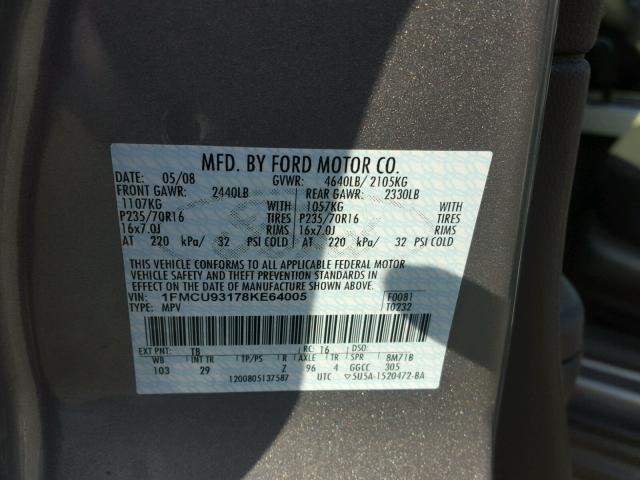 MFD. BY FORD MOTOR CO.
DATE: 05/08 GVWR: 4640LB/ 2105KG
FRONT GAWR: 2440LB REAR GAWR: 2330LB
1107KG WITH 1057KG WITH
P235/70R16 TIRES P235/70R16 TIRES
16x7.0J RIMS 16x7.0J RIMS
AT 220 kPa/ 32 PSI COLD AT 220 kPa/ 32 PSI COLD
THIS VEHICLE CONFORMS TO ALL APPLICABLE FEDERAL MOTOR
VEHICLE SAFETY AND THEFT PREVENTION STANDARDS IN
EFFECT ON THE DATE OF MANUFACTURE SHOWN ABOVE.
VIN: 1FMCU93178KE64005 F0081
TYPE: MPV T0232
EXT PNT: TB RC: 16 DSO:
WB INT TR TP/PS R AXLE TR SPR 8M71B
103 29 Z 96 4 GGCC 305
1200805137587 UTC 5U5A-1520472-BA